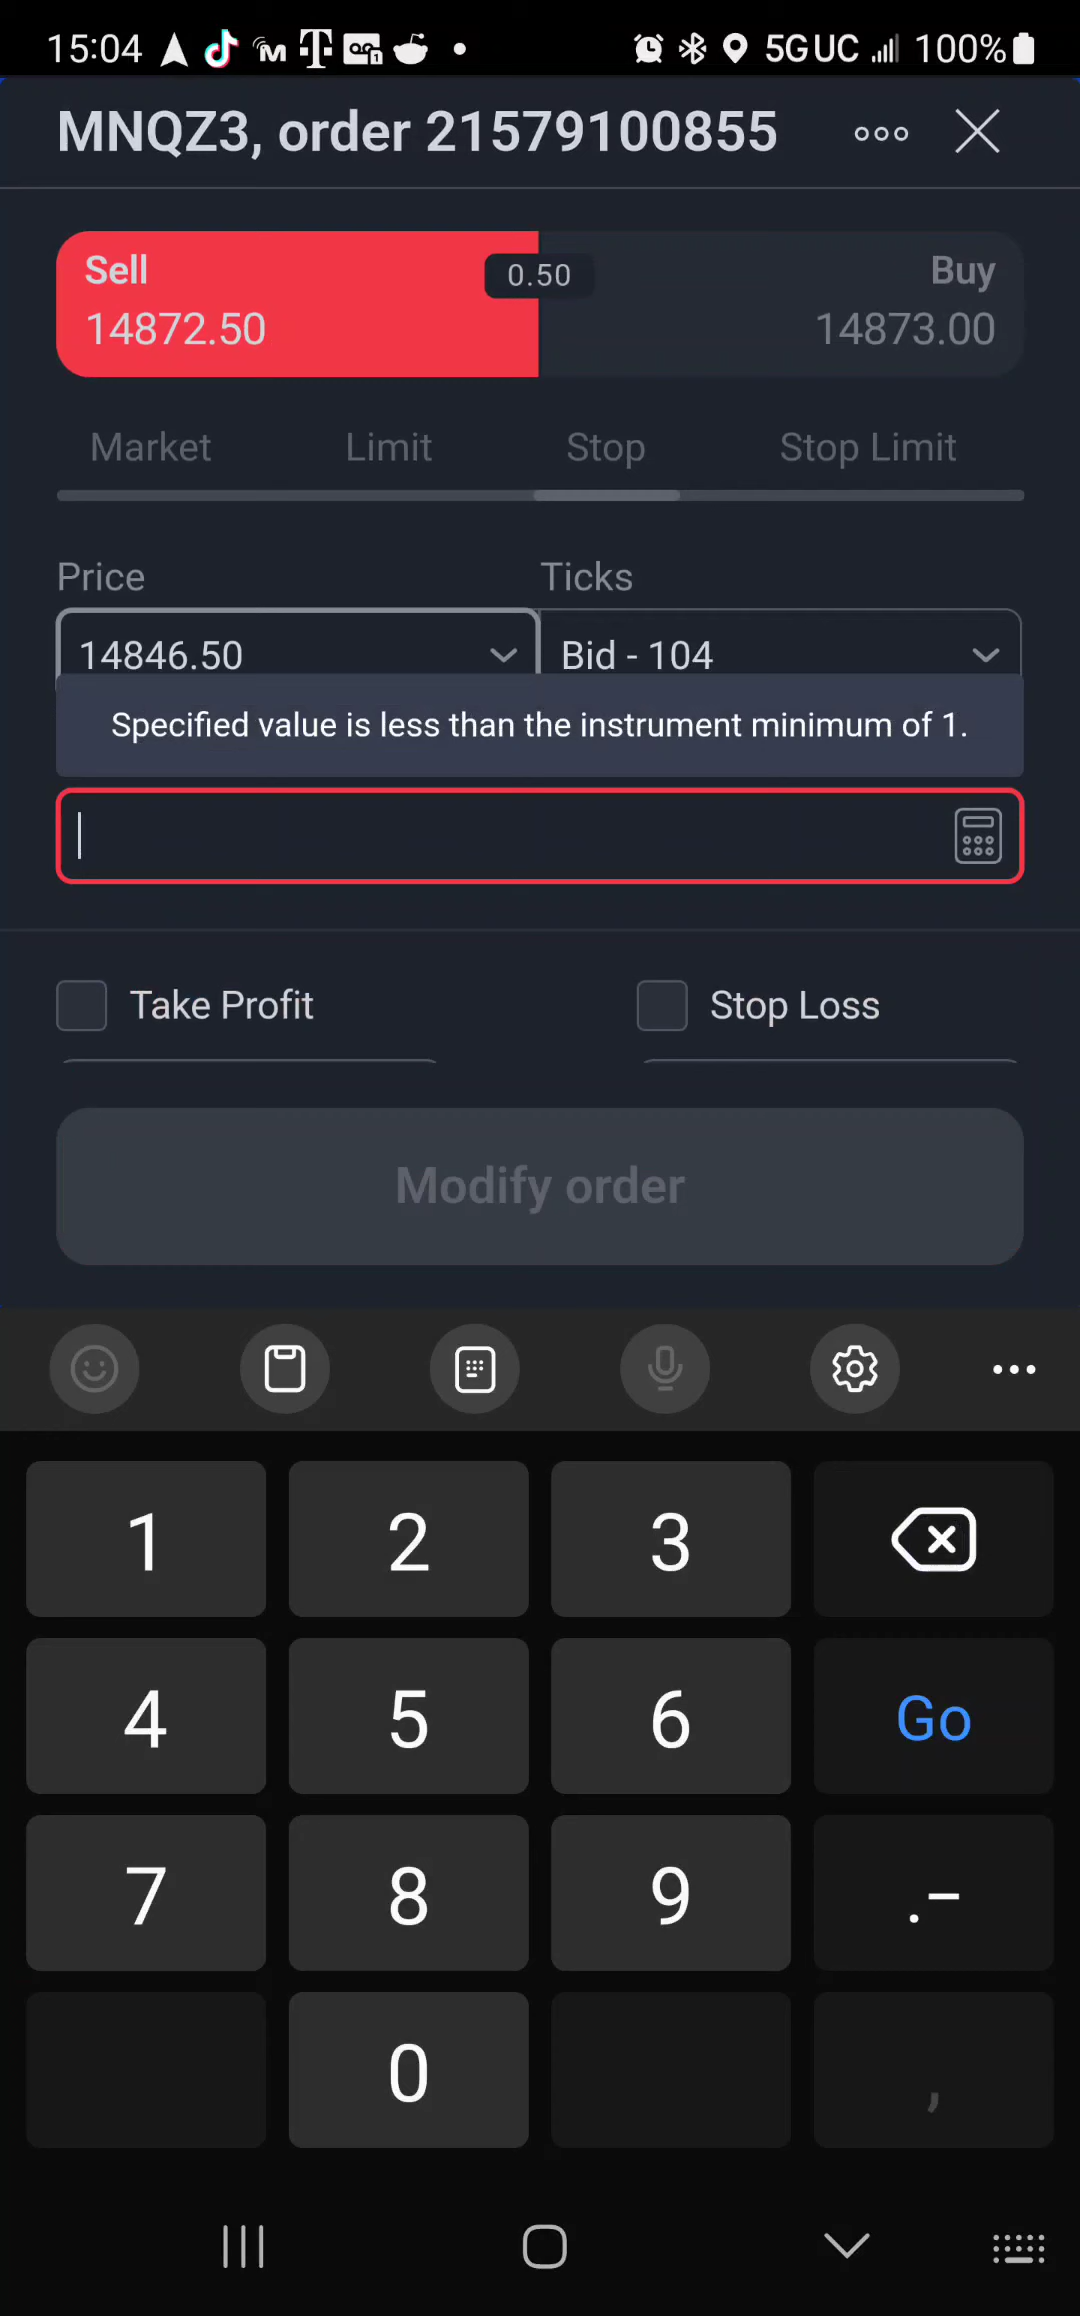 15:04 5G UC 100%
MNQZ3, order 21579100855
Sell 0.50 Buy
14872.50 14873.00
Market Limit Stop Stop Limit
Price Ticks
14846.50 Bid - 104
Specified value is less than the instrument minimum of 1.
Take Profit Stop Loss
Modify order
1 2 3
4 5 6 Go
7 8 9 .-
0 ,